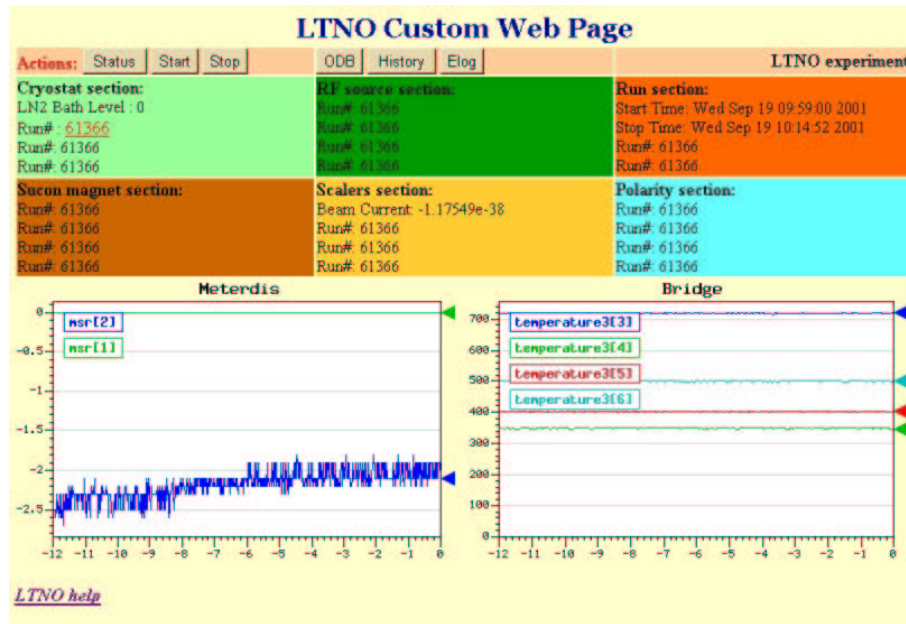 LTNO Custom Web Page
Actions: Status Start Stop ODB History Elog LTNO experiment
Cryostat section:
LN2 Bath Level : 0
Run# : 61366
Run#: 61366
Run#: 61366
RF source section:
Run#: 61366
Run#: 61366
Run#: 61366
Run#: 61366
Run section:
Start Time: Wed Sep 19 09:59:00 2001
Stop Time: Wed Sep 19 10:14:52 2001
Run#: 61366
Run#: 61366
Sucon magnet section:
Run#: 61366
Run#: 61366
Run#: 61366
Run#: 61366
Scalers section:
Beam Current: -1.17549e-38
Run#: 61366
Run#: 61366
Run#: 61366
Polarity section:
Run#: 61366
Run#: 61366
Run#: 61366
Run#: 61366
Meterdis
0
-0.5
-1
-1.5
-2
-2.5
msr[2]
msr[1]
-12 -11 -10 -9 -8 -7 -6 -5 -4 -3 -2 -1 0
Bridge
700
600
500
400
300
200
100
0
temperature3[3]
temperature3[4]
temperature3[5]
temperature3[6]
-12 -11 -10 -9 -8 -7 -6 -5 -4 -3 -2 -1 0
LTNO help